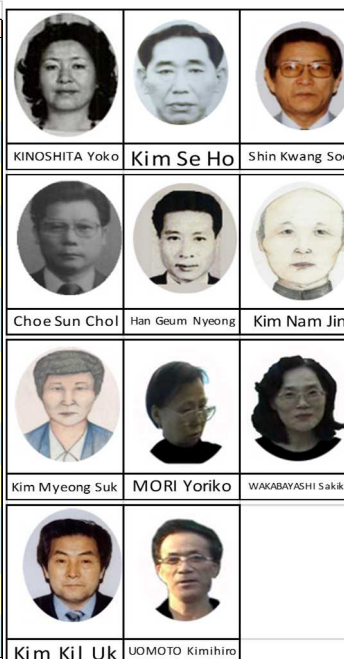 KINOSHITA Yoko
Kim Se Ho
Shin Kwang
Choe Sun Chol
Han Geum Nyeong
Kim Nam
Kim Myeong Suk
MORI Yoriko
WAKABAYASHI
Kim Kil Uk
UOMOTO Kimihiro